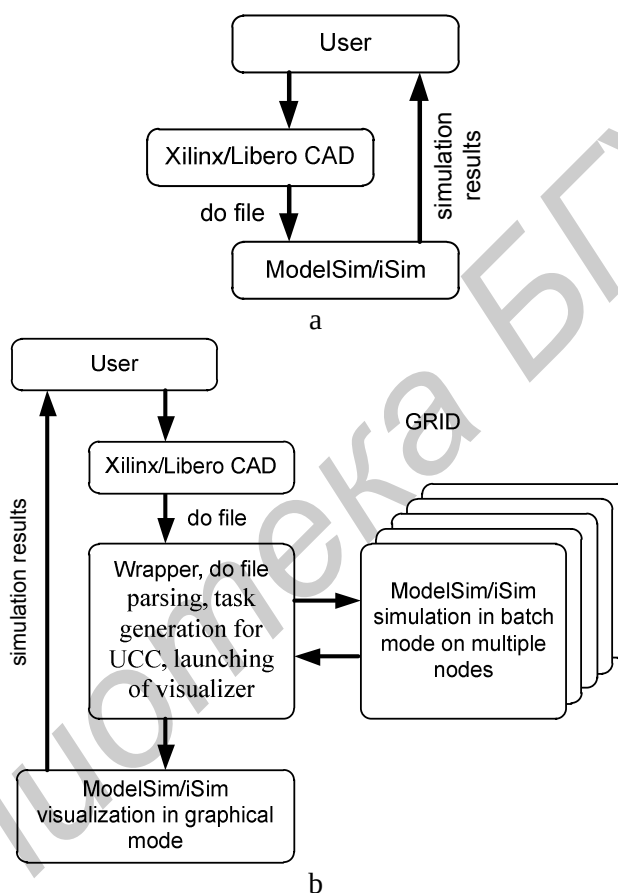 User
Xilinx/Libero CAD
simulation
results
do file
ModelSim/iSim
a
User
GRID
Xilinx/Libero CAD
do file
simulation results
Wrapper, do file
parsing, task
generation for
UCC, launching
of visualizer
ModelSim/iSim
simulation in batch
mode on multiple
nodes
ModelSim/iSim
visualization in graphical
mode
b